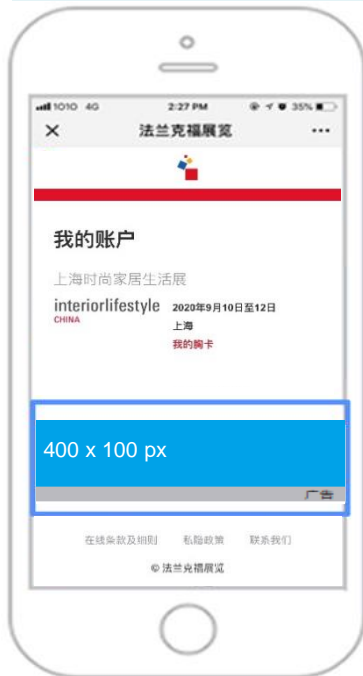 1010 4G 2:27 PM 35%
法兰克福展览
我的账户
上海时尚家居生活展
interiorlifestyle
CHINA
2020年9月10日至12日
上海
我的胸卡
400 x 100 px
广告
在线条款及细则 私隐政策 联系我们
© 法兰克福展览